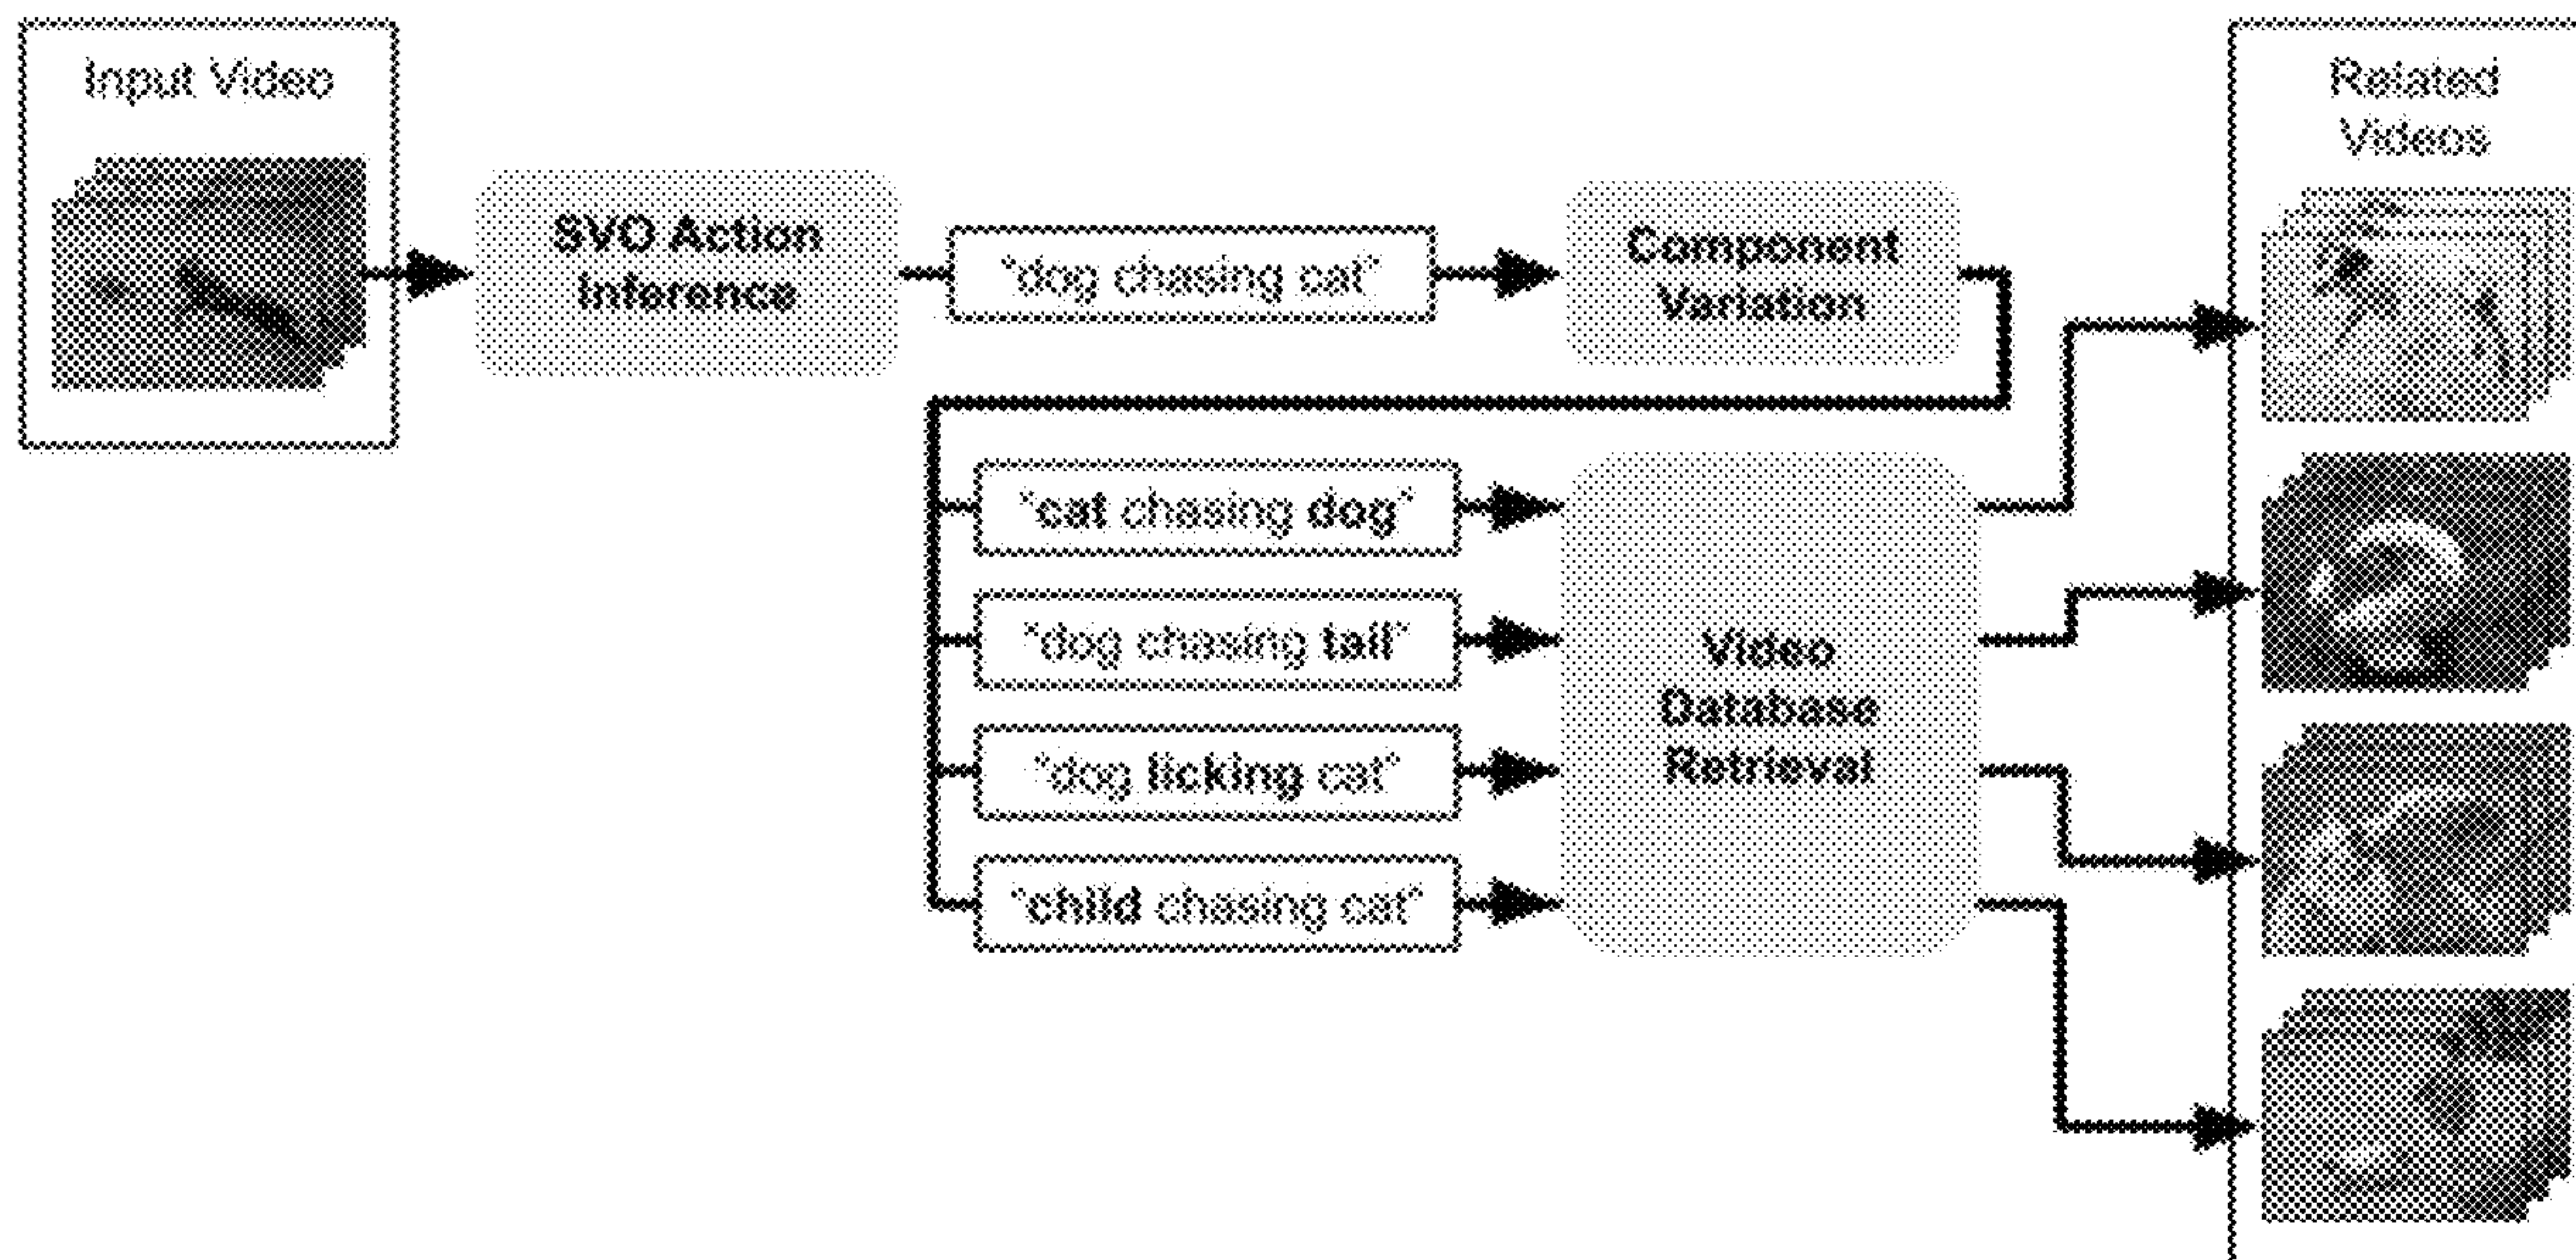 Input Video
SVO Action
Inference
"dog chasing cat"
Component
Variation
Related
Videos
"cat chasing dog"
"dog chasing tail"
"dog licking cat"
"child chasing cat"
Video
Database
Retrieval